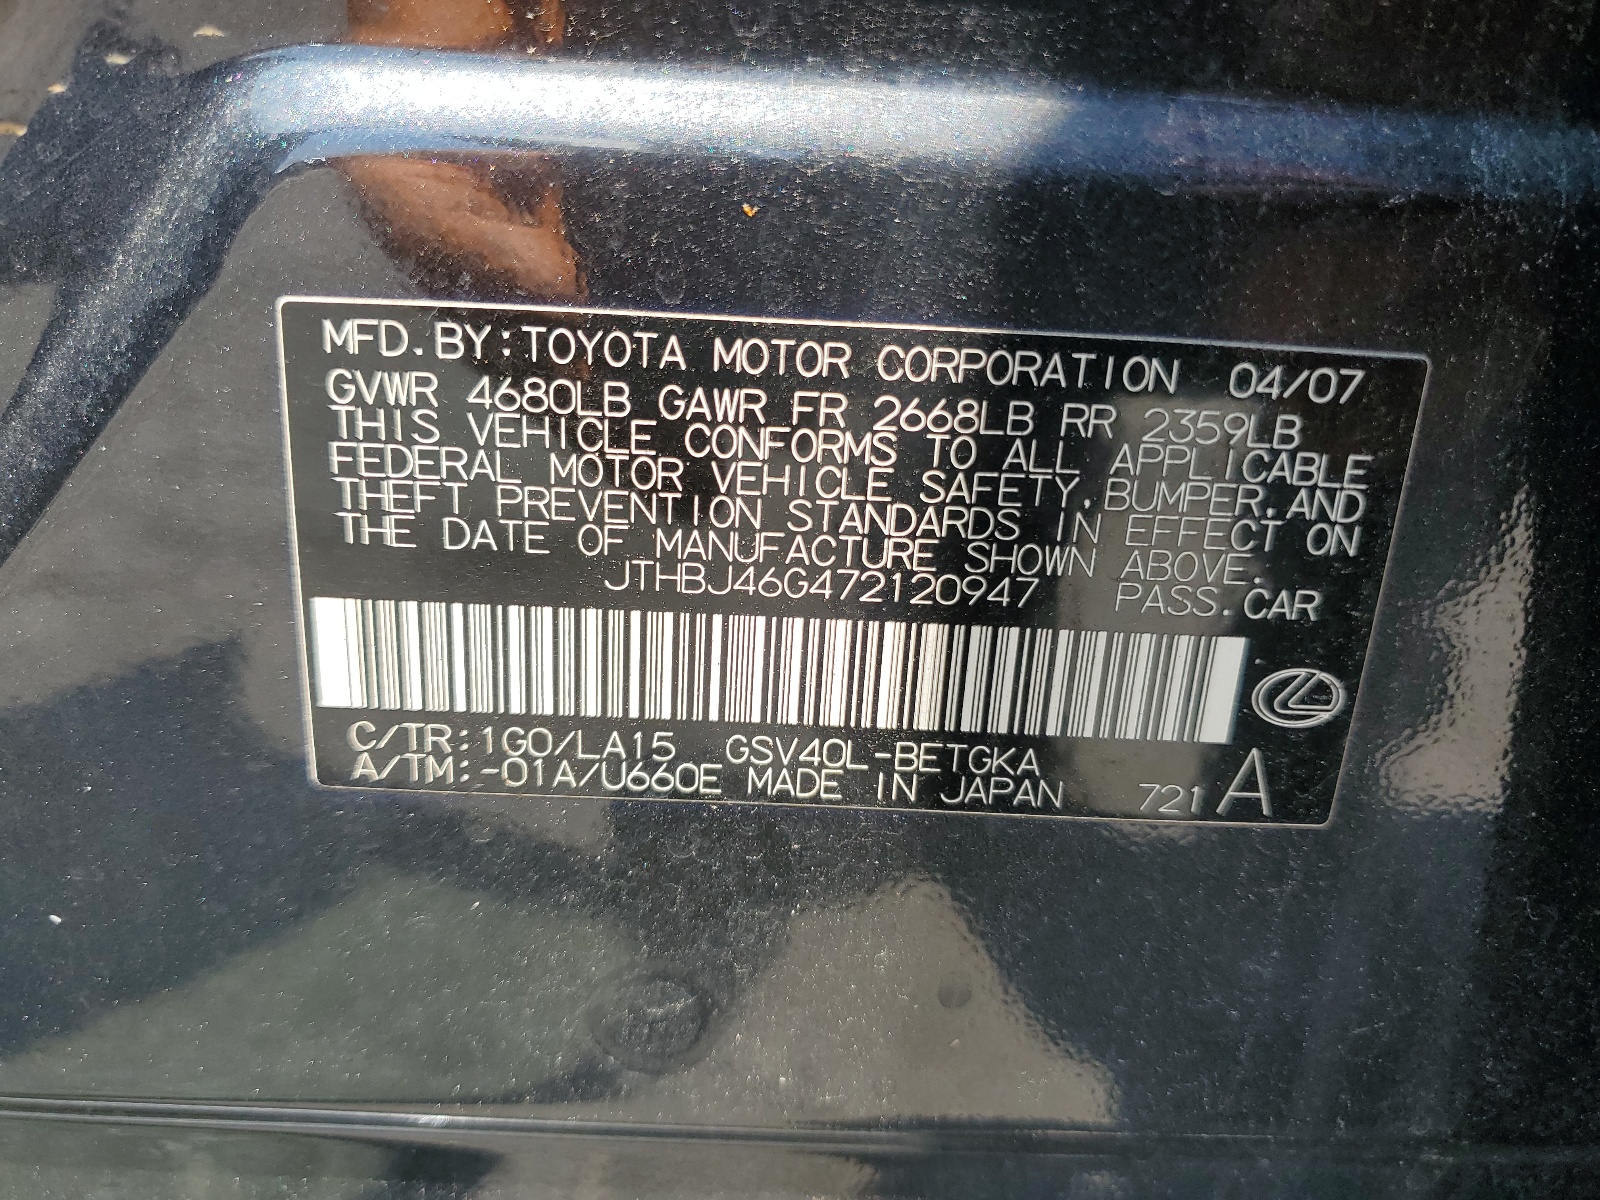 MFD. BY: TOYOTA MOTOR CORPORATION 04/07
GVWR 4680LB GAWR FR 2668LB RR 2359LB
THIS VEHICLE CONFORMS TO ALL APPLICABLE
FEDERAL MOTOR VEHICLE SAFETY, BUMPER, AND
THEFT PREVENTION STANDARDS IN EFFECT ON
THE DATE OF MANUFACTURE SHOWN ABOVE.
JTHBJ46G472120947 PASS. CAR
C/TR: 1G0/LA15 GSV40L-BETGKA
A/TM: -01A/U660E MADE IN JAPAN 721 A